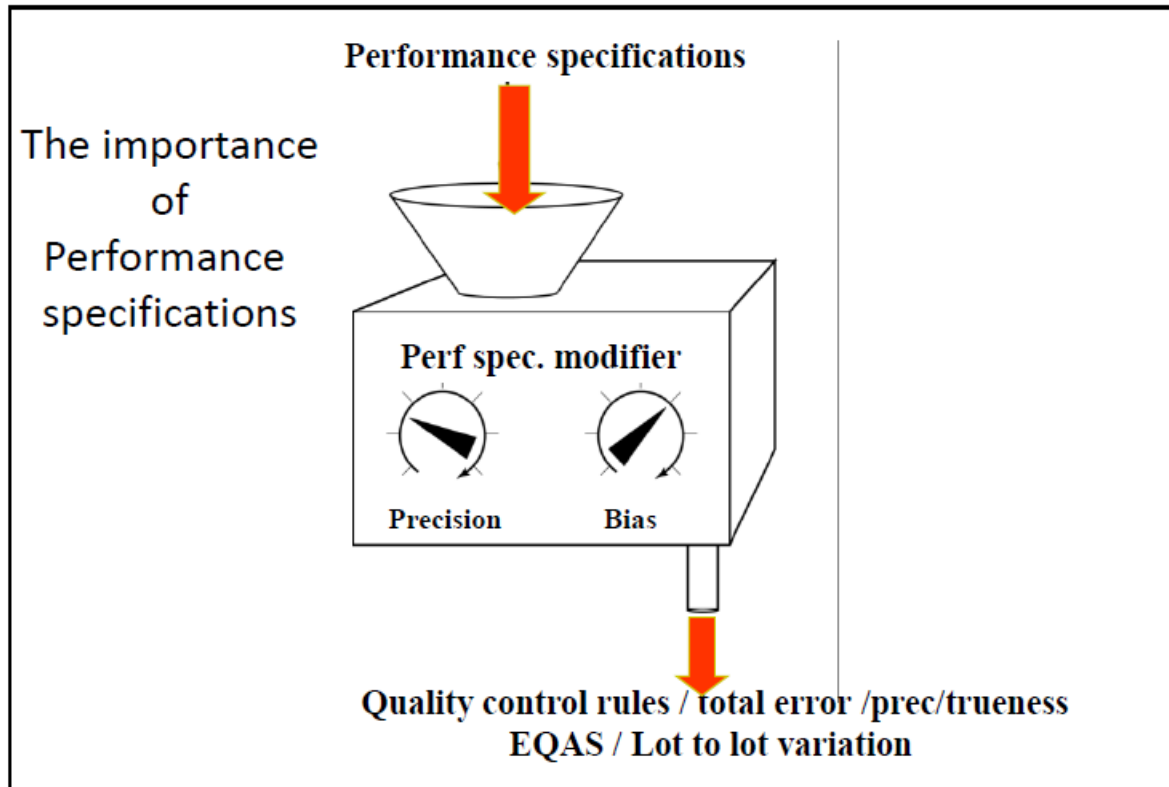 Performance specifications
The importance
of
Performance
specifications
Perf spec. modifier
Precision
Bias
Quality control rules / total error /prec/trueness
EQAS / Lot to lot variation